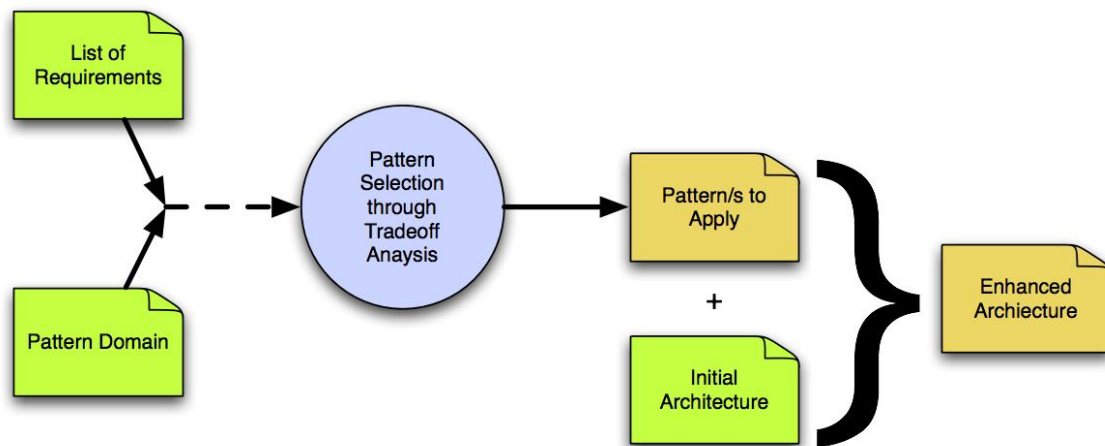 List of
Requirements
Pattern Domain
Pattern
Selection
through
Tradeoff
Anaysis
Pattern/s to
Apply
+
Initial
Architecture
Enhanced
Archiecture